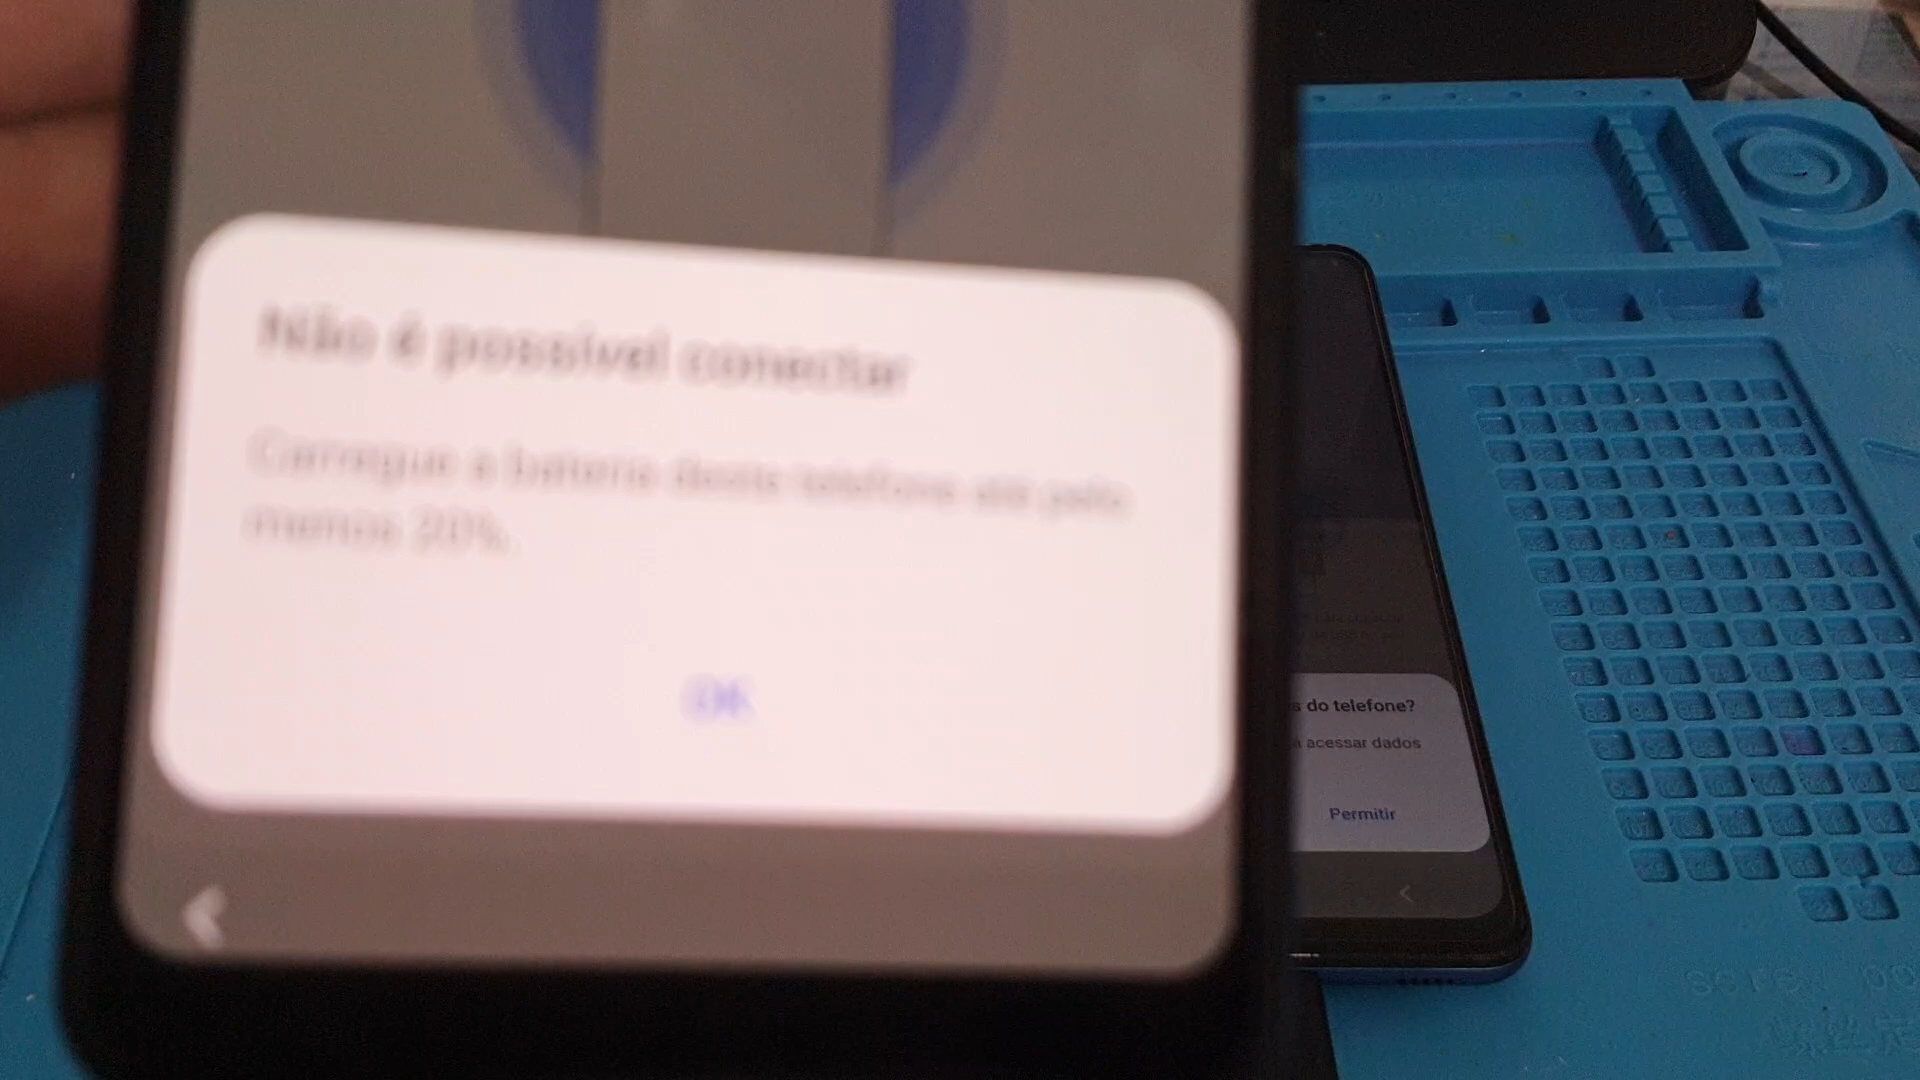 Não é possível conectar
Carregue a bateria deste telefone até pelo
menos 20%.
OK
s do telefone?
a acessar dados
Permitir